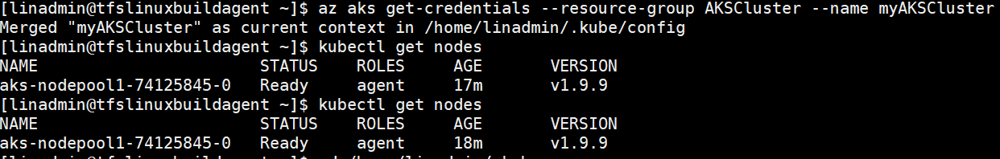 [linadmin@tfslinuxbuildagent ~]$ az aks get-credentials --resource-group AKSCluster --name myAKSCluster
Merged "myAKSCluster" as current context in /home/linadmin/.kube/config
[linadmin@tfslinuxbuildagent ~]$ kubectl get nodes
NAME STATUS ROLES AGE VERSION
aks-nodepool1-74125845-0 Ready agent 17m v1.9.9
[linadmin@tfslinuxbuildagent ~]$ kubectl get nodes
NAME STATUS ROLES AGE VERSION
aks-nodepool1-74125845-0 Ready agent 18m v1.9.9